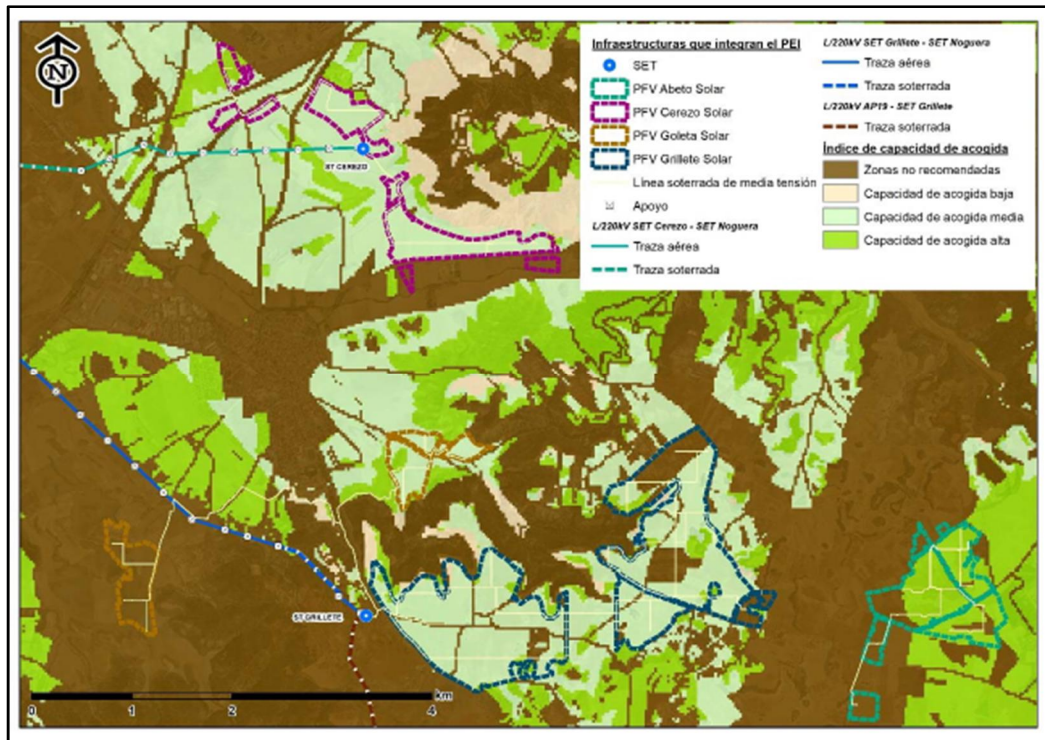 N
Infraestructuras que integran el PEI
SET
PFV Abeto Solar
PFV Cerezo Solar
PFV Goleta Solar
PFV Grillete Solar
Línea soterrada de media tensión
Apoyo
L/220kV SET Cerezo - SET Noguera
Traza aérea
Traza soterrada
L/220kV SET Grillete - SET Noguera
Traza aérea
Traza soterrada
L/220kV AP19 - SET Grillete
Traza soterrada
Índice de capacidad de acogida
Zonas no recomendadas
Capacidad de acogida baja
Capacidad de acogida media
Capacidad de acogida alta
ST CEREZO
ST GRILLETE
km
0 1 2 4